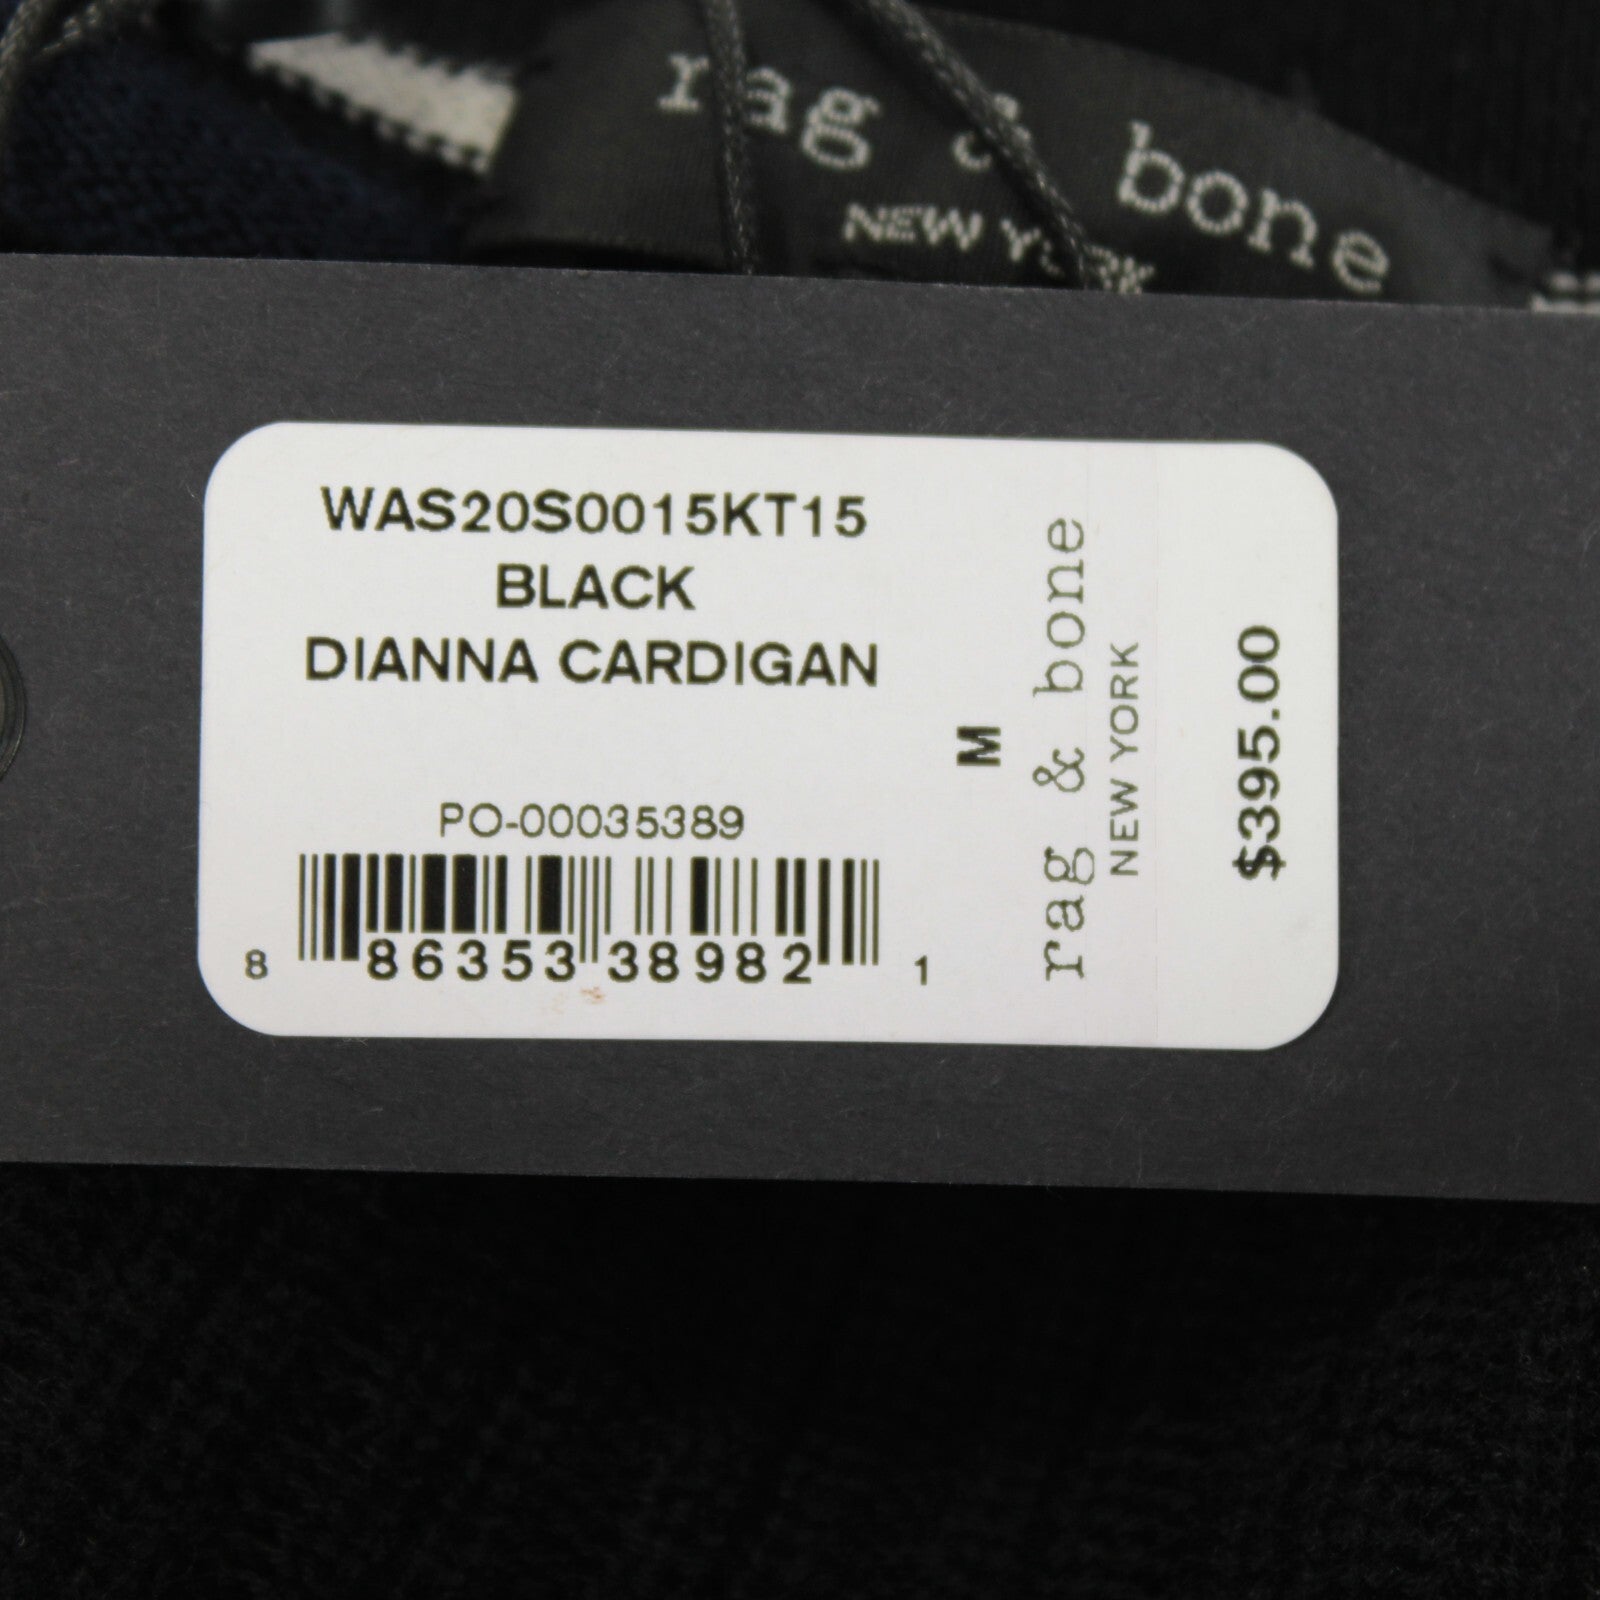 rag & bone
NEW YORK
WAS20S0015KT15
BLACK
DIANNA CARDIGAN
PO-00035389
8 86353 38982 1
M
rag & bone
NEW YORK
$395.00